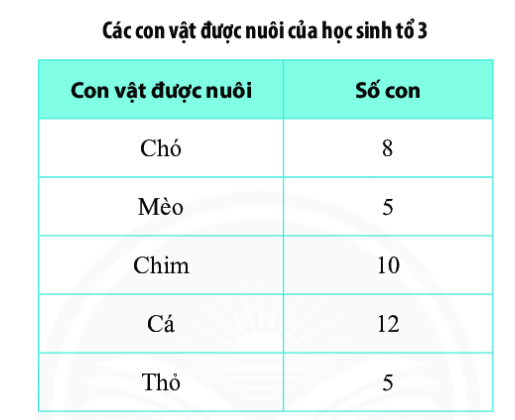 Các con vật được nuôi của học sinh tổ 3
Con vật được nuôi Số con
Chó 8
Mèo 5
Chim 10
Cá 12
Thỏ 5